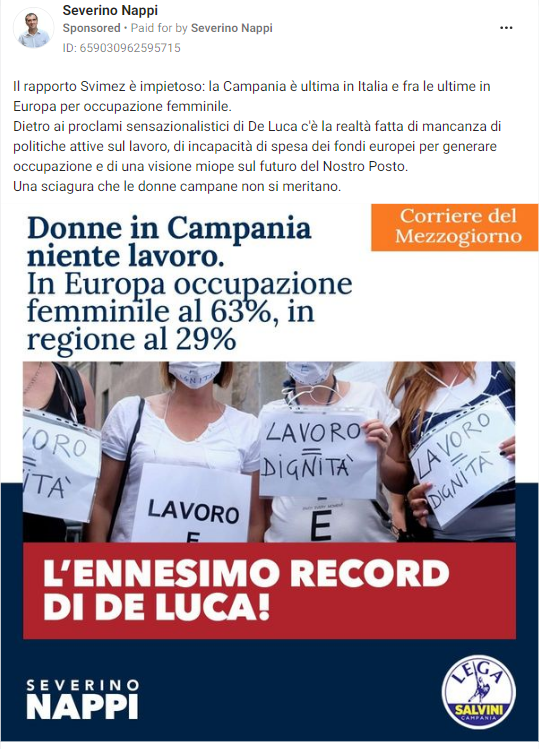 Severino Nappi
Sponsored • Paid for by Severino Nappi
ID: 659030962595715
Il rapporto Svimez è impietoso: la Campania è ultima in Italia e fra le ultime in
Europa per occupazione femminile.
Dietro ai proclami sensazionalistici di De Luca c'è la realtà fatta di mancanza di
politiche attive sul lavoro, di incapacità di spesa dei fondi europei per generare
occupazione e di una visione miope sul futuro del Nostro Posto.
Una sciagura che le donne campane non si meritano.
Corriere del
Mezzogiorno
Donne in Campania
niente lavoro.
In Europa occupazione
femminile al 63%, in
regione al 29%
DIGNITÀ
ORO
=
ITÀ
LAVORO
E
LAVORO
=
DIGNITÀ
E
LAVORO
=
DIGNITÀ
L'ENNESIMO RECORD
DI DE LUCA!
SEVERINO
NAPPI
LEGA
SALVINI
CAMPANIA